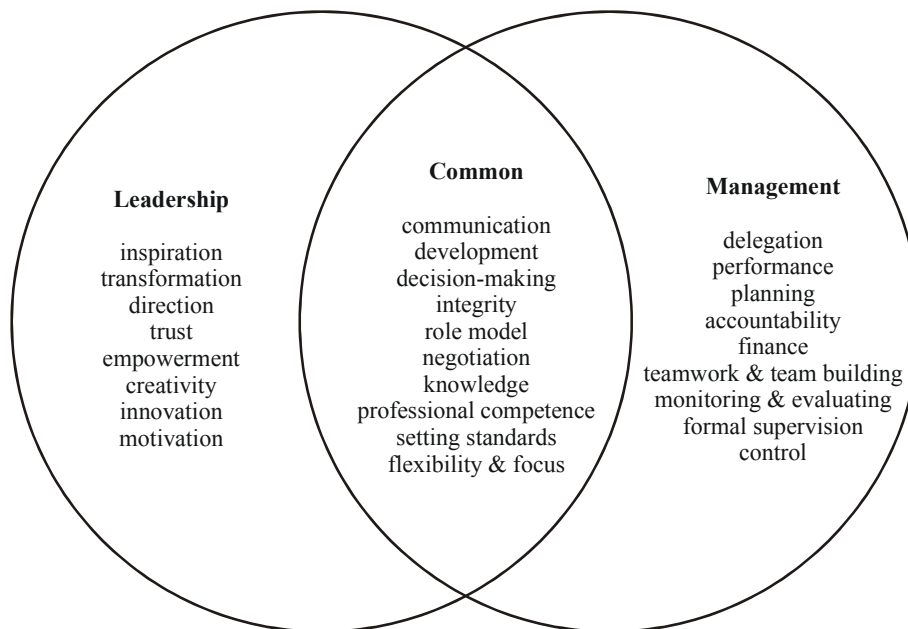 Leadership
inspiration
transformation
direction
trust
empowerment
creativity
innovation
motivation
Common
communication
development
decision-making
integrity
role model
negotiation
knowledge
professional competence
setting standards
flexibility & focus
Management
delegation
performance
planning
accountability
finance
teamwork & team building
monitoring & evaluating
formal supervision
control